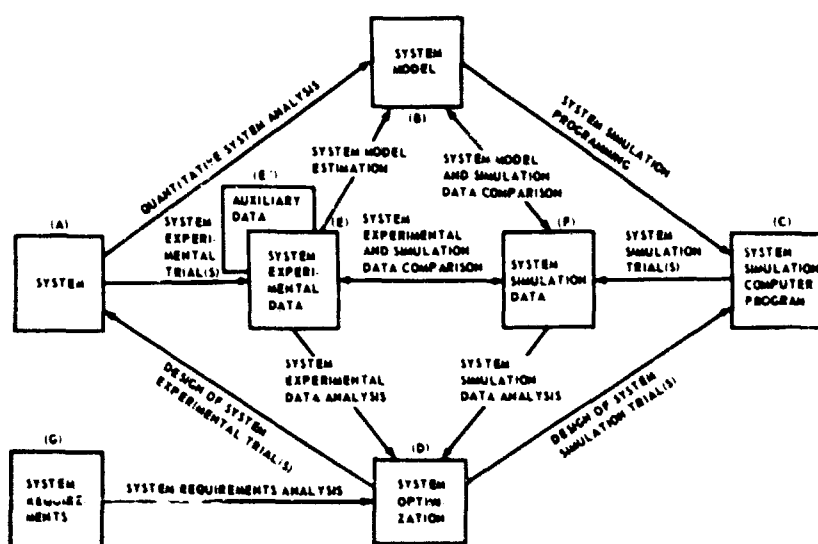 SYSTEM
MODEL
(B)
QUANTITATIVE SYSTEM ANALYSIS
SYSTEM SIMULATION
PROGRAMMING
SYSTEM MODEL
ESTIMATION
SYSTEM MODEL
AND SIMULATION
DATA COMPARISON
(E')
AUXILIARY
DATA
(A)
SYSTEM
SYSTEM
EXPERI-
MENTAL
TRIAL(S)
(E)
SYSTEM
EXPERI-
MENTAL
DATA
SYSTEM
EXPERIMENTAL
AND SIMULATION
DATA COMPARISON
(F)
SYSTEM
SIMULATION
DATA
SYSTEM
SIMULATION
TRIAL(S)
(C)
SYSTEM
SIMULATION
COMPUTER
PROGRAM
DESIGN OF SYSTEM
EXPERIMENTAL TRIAL(S)
SYSTEM
EXPERIMENTAL
DATA ANALYSIS
SYSTEM
SIMULATION
DATA ANALYSIS
DESIGN OF SYSTEM
SIMULATION TRIAL(S)
(G)
SYSTEM
REQUIRE-
MENTS
SYSTEM REQUIREMENTS ANALYSIS
(D)
SYSTEM
OPTIMI-
ZATION